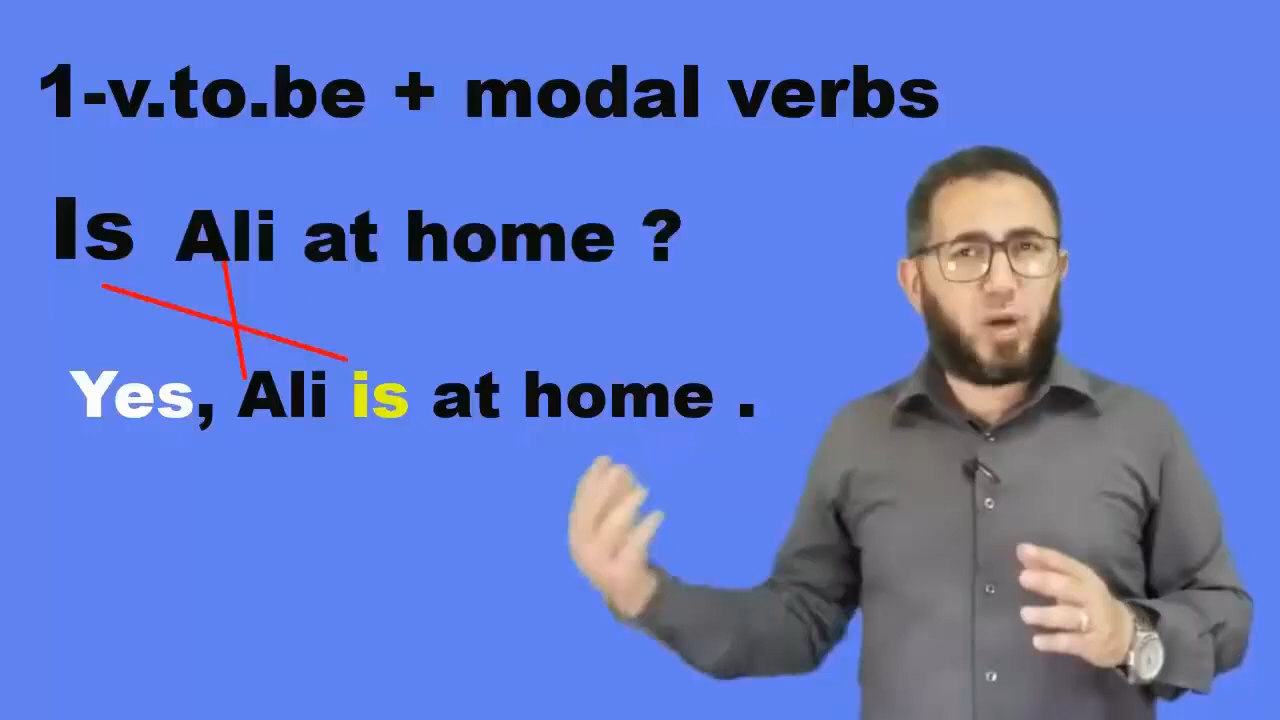 1-v.to.be + modal verbs
Is Ali at home ?
Yes, Ali is at home .